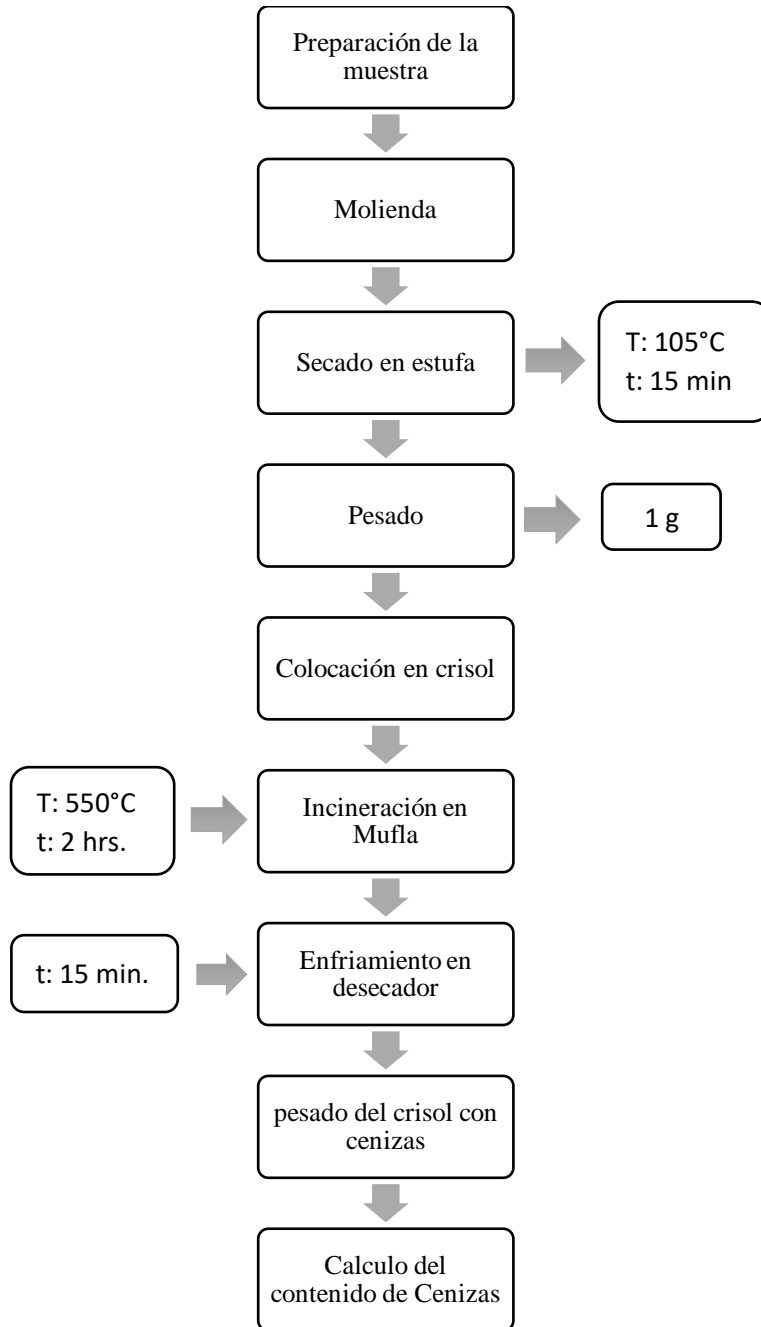 Preparación de la
muestra
Molienda
Secado en estufa
T: 105°C
t: 15 min
Pesado
1 g
Colocación en crisol
T: 550°C
t: 2 hrs.
Incineración en
Mufla
t: 15 min.
Enfriamiento en
desecador
pesado del crisol con
cenizas
Calculo del
contenido de Cenizas